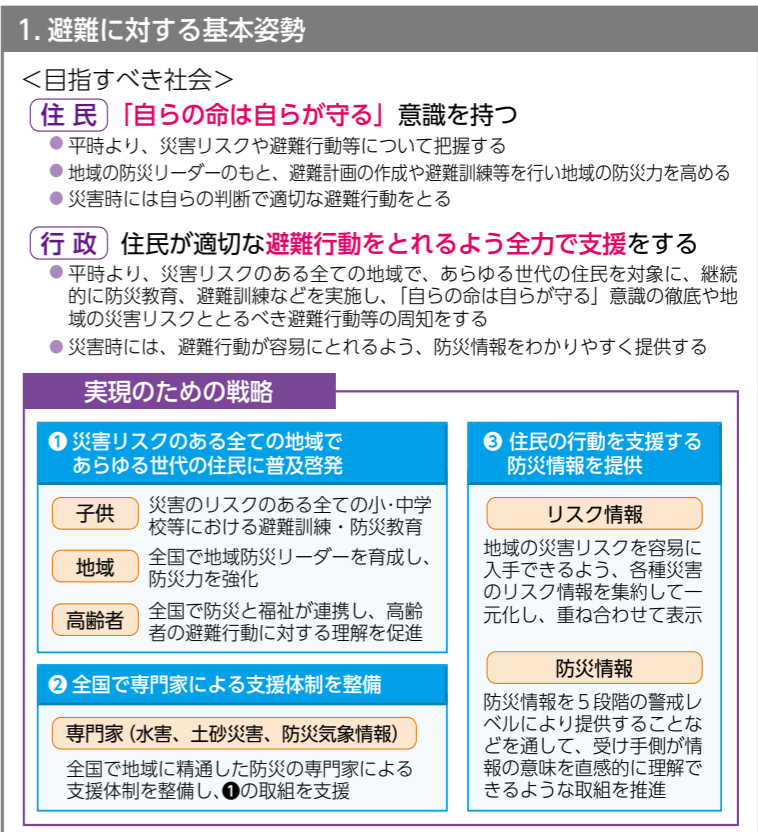 1. 避難に対する基本姿勢
＜目指すべき社会＞
住 民 「自らの命は自らが守る」 意識を持つ
● 平時より、災害リスクや避難行動等について把握する
● 地域の防災リーダーのもと、避難計画の作成や避難訓練等を行い地域の防災力を高める
● 災害時には自らの判断で適切な避難行動をとる
行 政 住民が適切な避難行動をとれるよう全力で支援をする
● 平時より、災害リスクのある全ての地域で、あらゆる世代の住民を対象に、継続
的に防災教育、避難訓練などを実施し、「自らの命は自らが守る」意識の徹底や地
域の災害リスクととるべき避難行動等の周知をする
● 災害時には、避難行動が容易にとれるよう、防災情報をわかりやすく提供する
実現のための戦略
❶ 災害リスクのある全ての地域で
あらゆる世代の住民に普及啓発
子供
災害のリスクのある全ての小・中学
校等における避難訓練・防災教育
地域
全国で地域防災リーダーを育成し、
防災力を強化
高齢者
全国で防災と福祉が連携し、高齢
者の避難行動に対する理解を促進
❷ 全国で専門家による支援体制を整備
専門家（水害、土砂災害、防災気象情報）
全国で地域に精通した防災の専門家による
支援体制を整備し、❶の取組を支援
❸ 住民の行動を支援する
防災情報を提供
リスク情報
地域の災害リスクを容易に
入手できるよう、各種災害
のリスク情報を集約して一
元化し、重ね合わせて表示
防災情報
防災情報を５段階の警戒レ
ベルにより提供することな
どを通して、受け手側が情
報の意味を直感的に理解で
きるような取組を推進